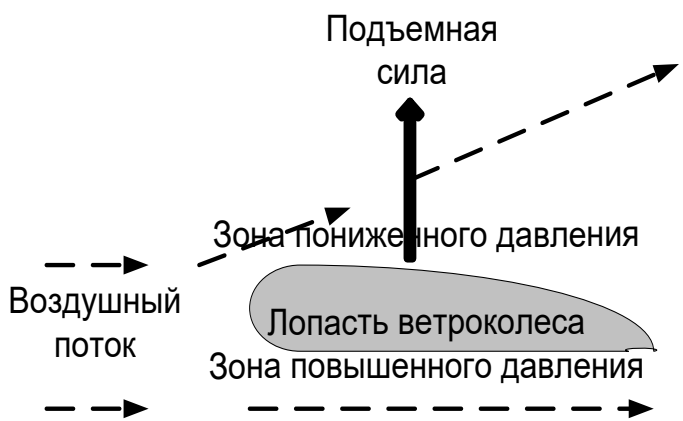 Подъемная
сила
Зона пониженного давления
Воздушный
поток
Лопасть ветроколеса
Зона повышенного давления